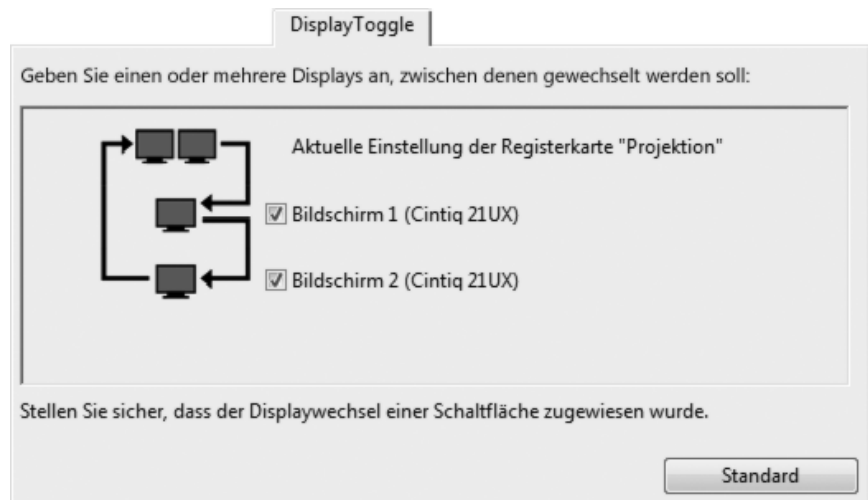 DisplayToggle
Geben Sie einen oder mehrere Displays an, zwischen denen gewechselt werden soll:
Aktuelle Einstellung der Registerkarte "Projektion"
Bildschirm 1 (Cintiq 21UX)
Bildschirm 2 (Cintiq 21UX)
Stellen Sie sicher, dass der Displaywechsel einer Schaltfläche zugewiesen wurde.
Standard